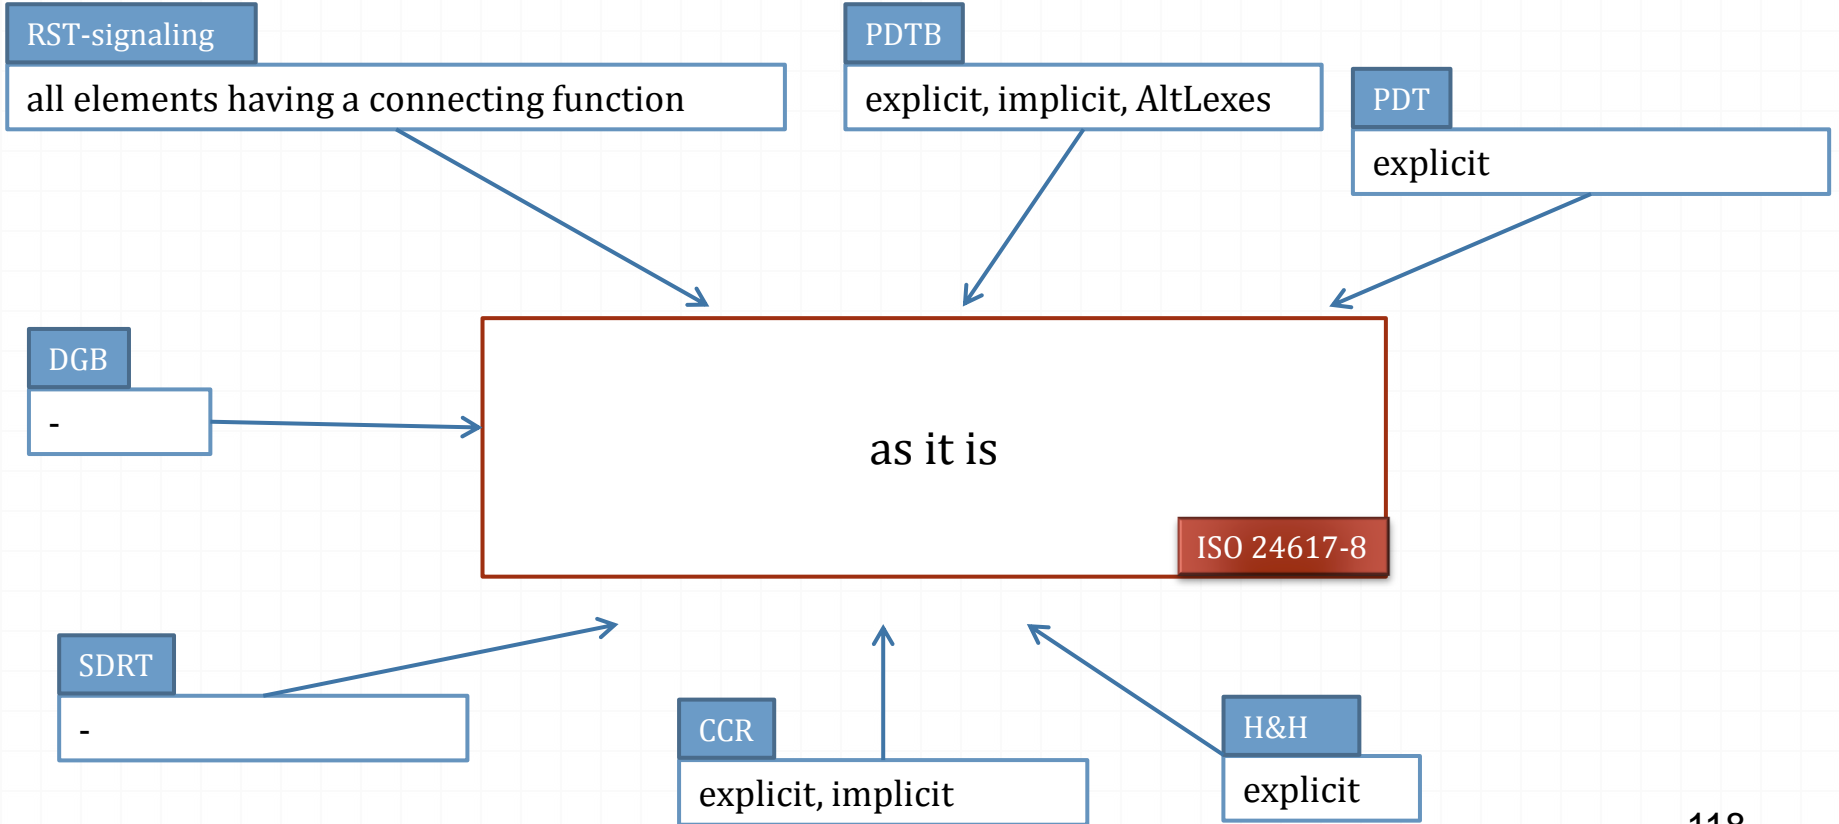 RST-signaling
all elements having a connecting function
PDTB
explicit, implicit, AltLexes
PDT
explicit
DGB
-
as it is
ISO 24617-8
SDRT
-
CCR
explicit, implicit
H&H
explicit
118